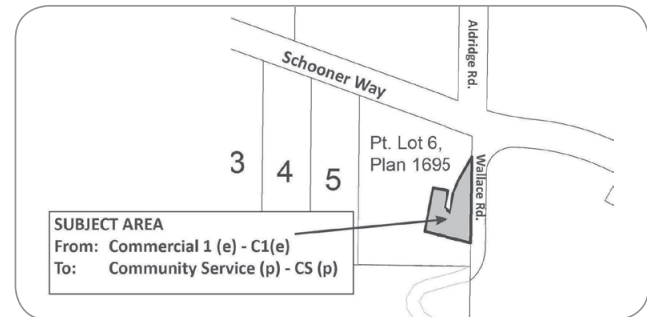 Aldridge Rd.
Schooner Way
Pt. Lot 6,
Plan 1695
3
4
5
Wallace Rd.
SUBJECT AREA
From: Commercial 1 (e) - C1(e)
To: Community Service (p) - CS (p)